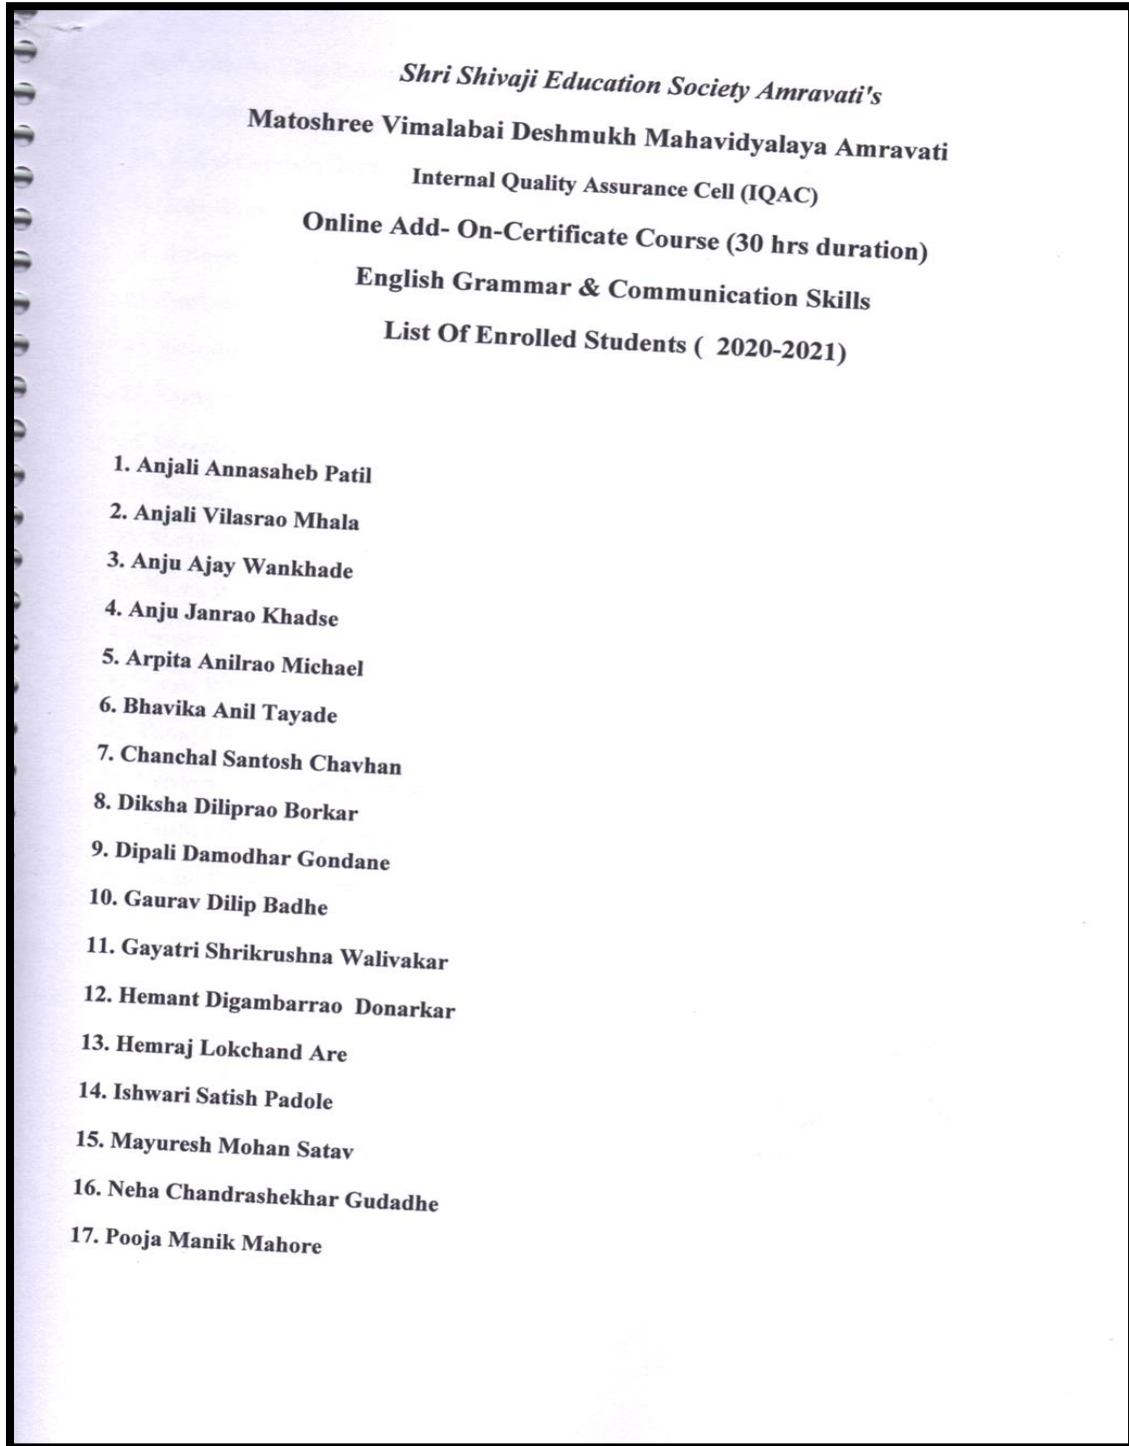 Shri Shivaji Education Society Amravati's
Matoshree Vimalabai Deshmukh Mahavidyalaya Amravati
Internal Quality Assurance Cell (IQAC)
Online Add- On-Certificate Course (30 hrs duration)
English Grammar & Communication Skills
List Of Enrolled Students ( 2020-2021)
1. Anjali Annasaheb Patil
2. Anjali Vilasrao Mhala
3. Anju Ajay Wankhade
4. Anju Janrao Khadse
5. Arpita Anilrao Michael
6. Bhavika Anil Tayade
7. Chanchal Santosh Chavhan
8. Diksha Diliprao Borkar
9. Dipali Damodhar Gondane
10. Gaurav Dilip Badhe
11. Gayatri Shrikrushna Walivakar
12. Hemant Digambarrao Donarkar
13. Hemraj Lokchand Are
14. Ishwari Satish Padole
15. Mayuresh Mohan Satav
16. Neha Chandrashekhar Gudadhe
17. Pooja Manik Mahore